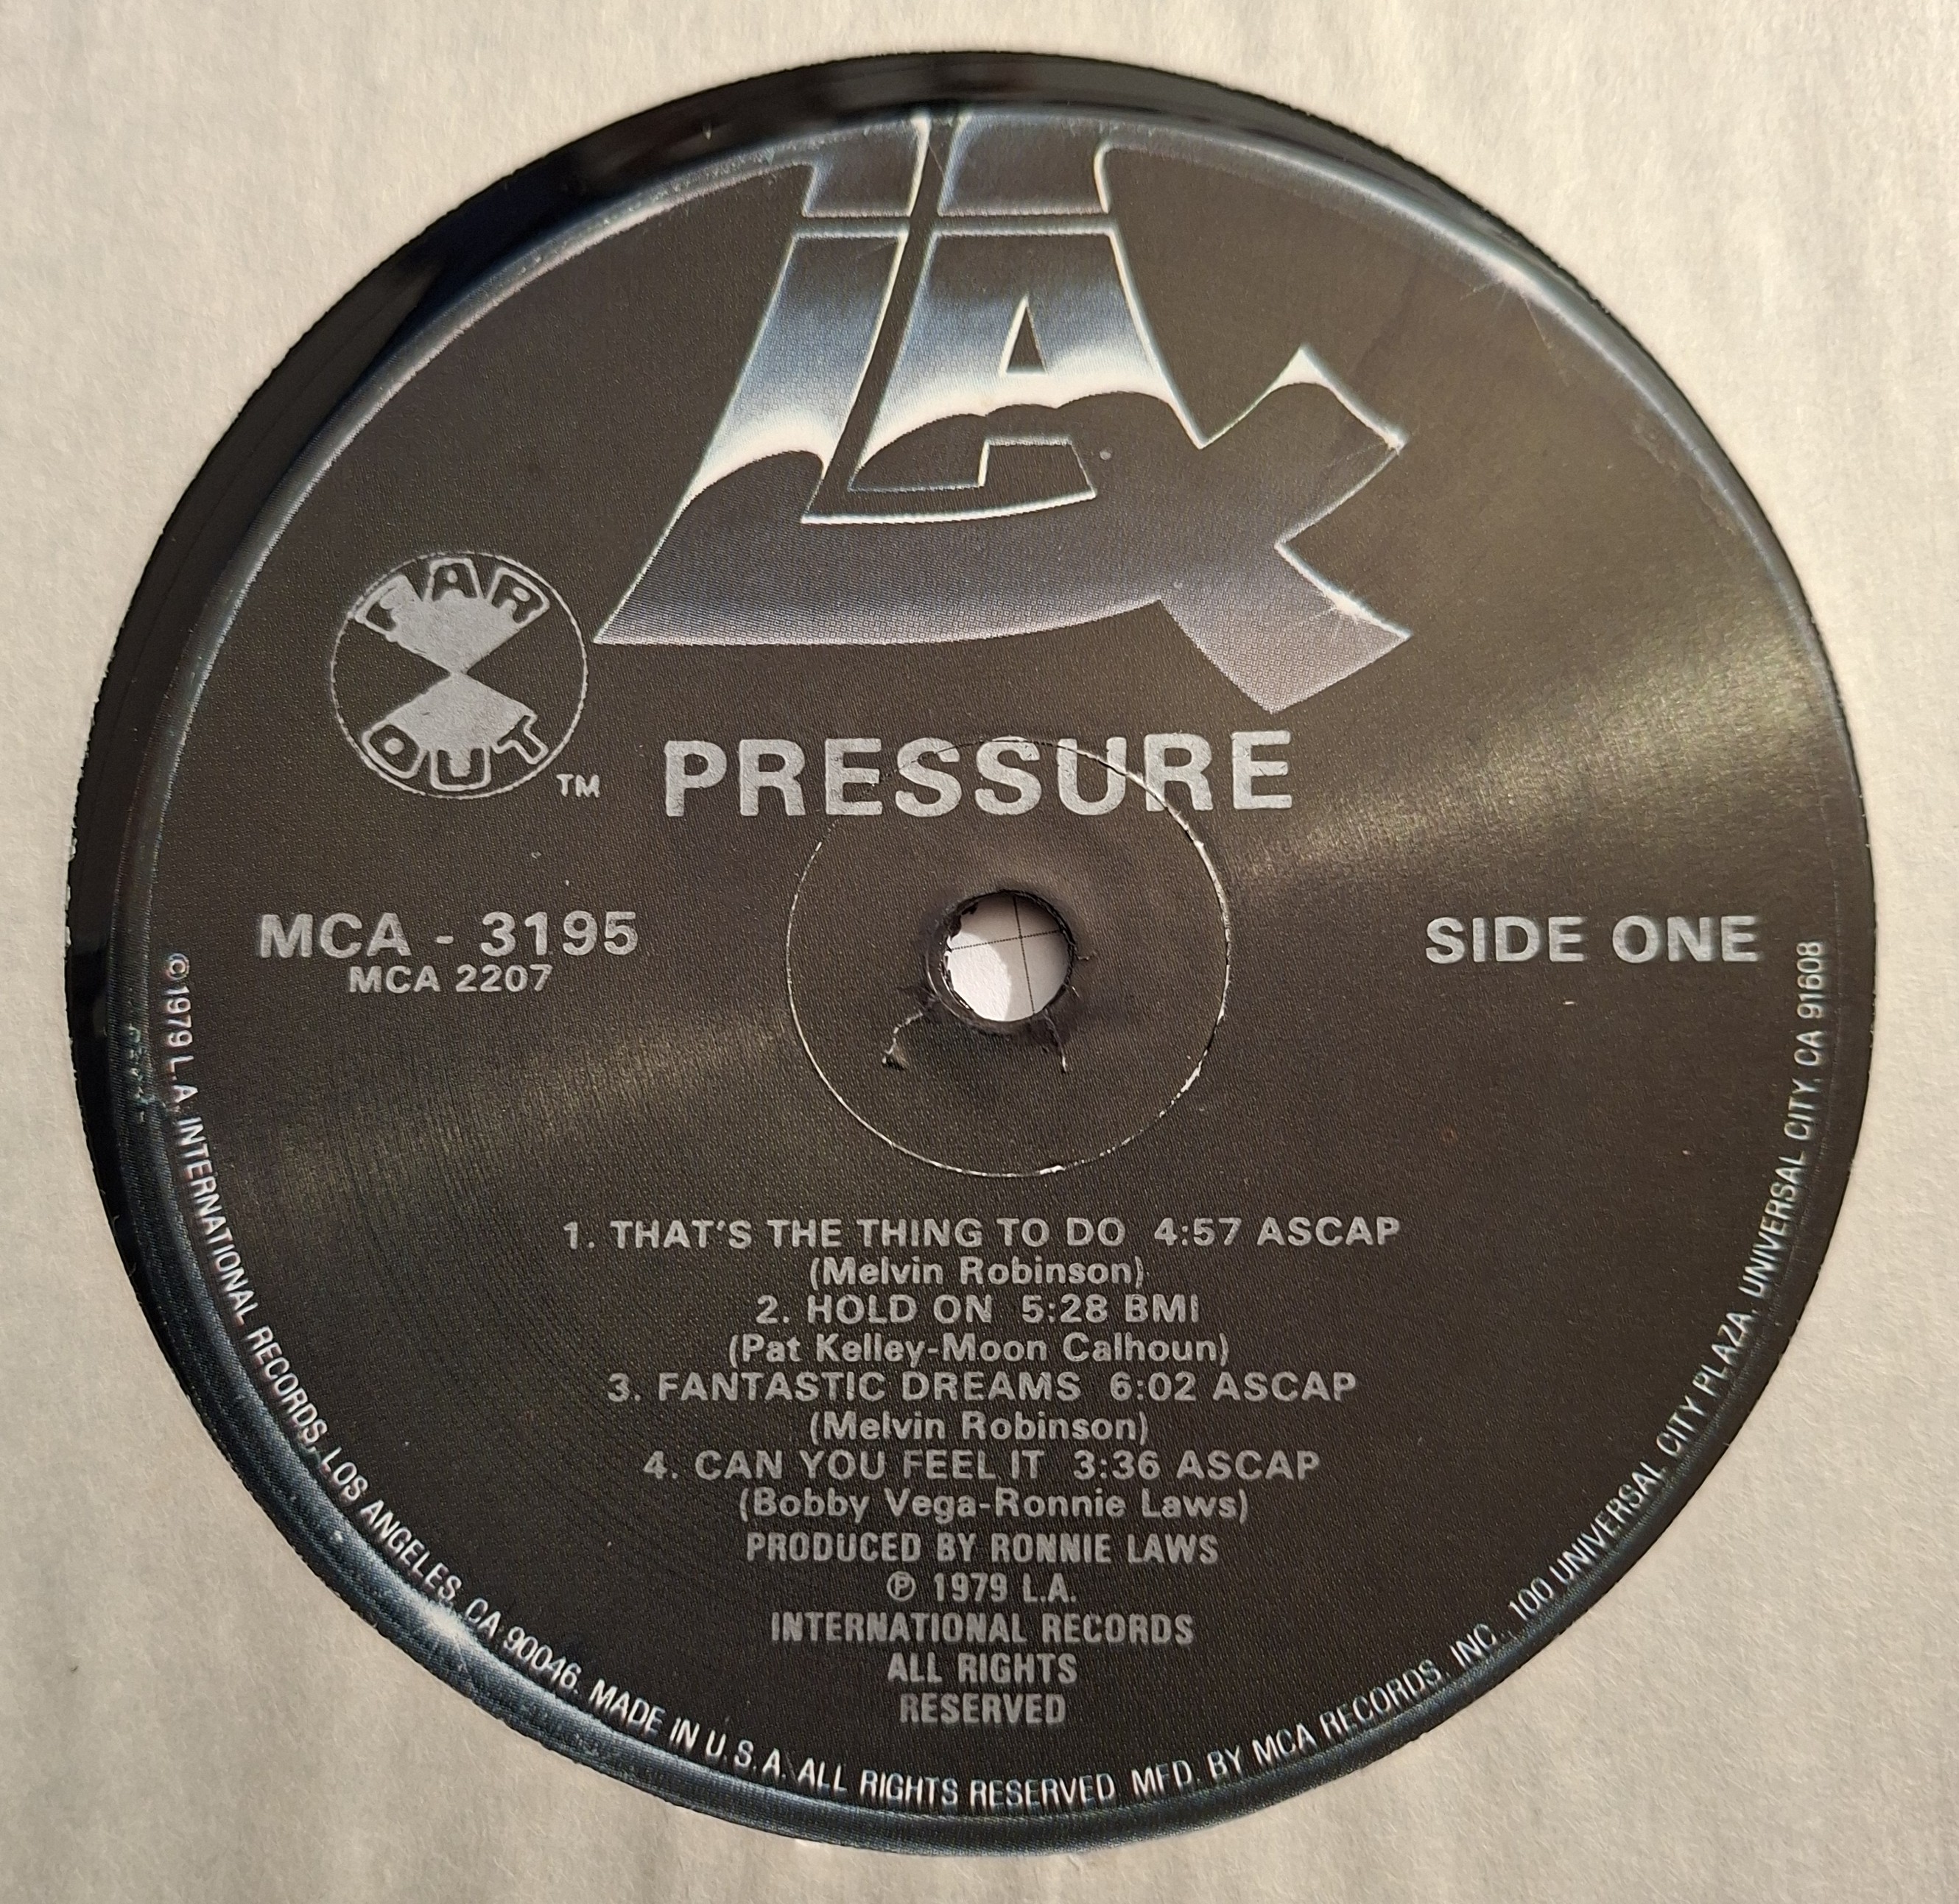 LA
FAR
OUT
TM
PRESSURE
MCA - 3195
MCA 2207
SIDE ONE
1. THAT'S THE THING TO DO 4:57 ASCAP
(Melvin Robinson)
2. HOLD ON 5:28 BMI
(Pat Kelley-Moon Calhoun)
3. FANTASTIC DREAMS 6:02 ASCAP
(Melvin Robinson)
4. CAN YOU FEEL IT 3:36 ASCAP
(Bobby Vega-Ronnie Laws)
PRODUCED BY RONNIE LAWS
℗ 1979 L.A.
INTERNATIONAL RECORDS
ALL RIGHTS
RESERVED
©1979 L.A. INTERNATIONAL RECORDS, LOS ANGELES, CA 90046. MADE IN U.S.A. ALL RIGHTS RESERVED MFD. BY MCA RECORDS, INC., 100 UNIVERSAL CITY PLAZA, UNIVERSAL CITY, CA 91608